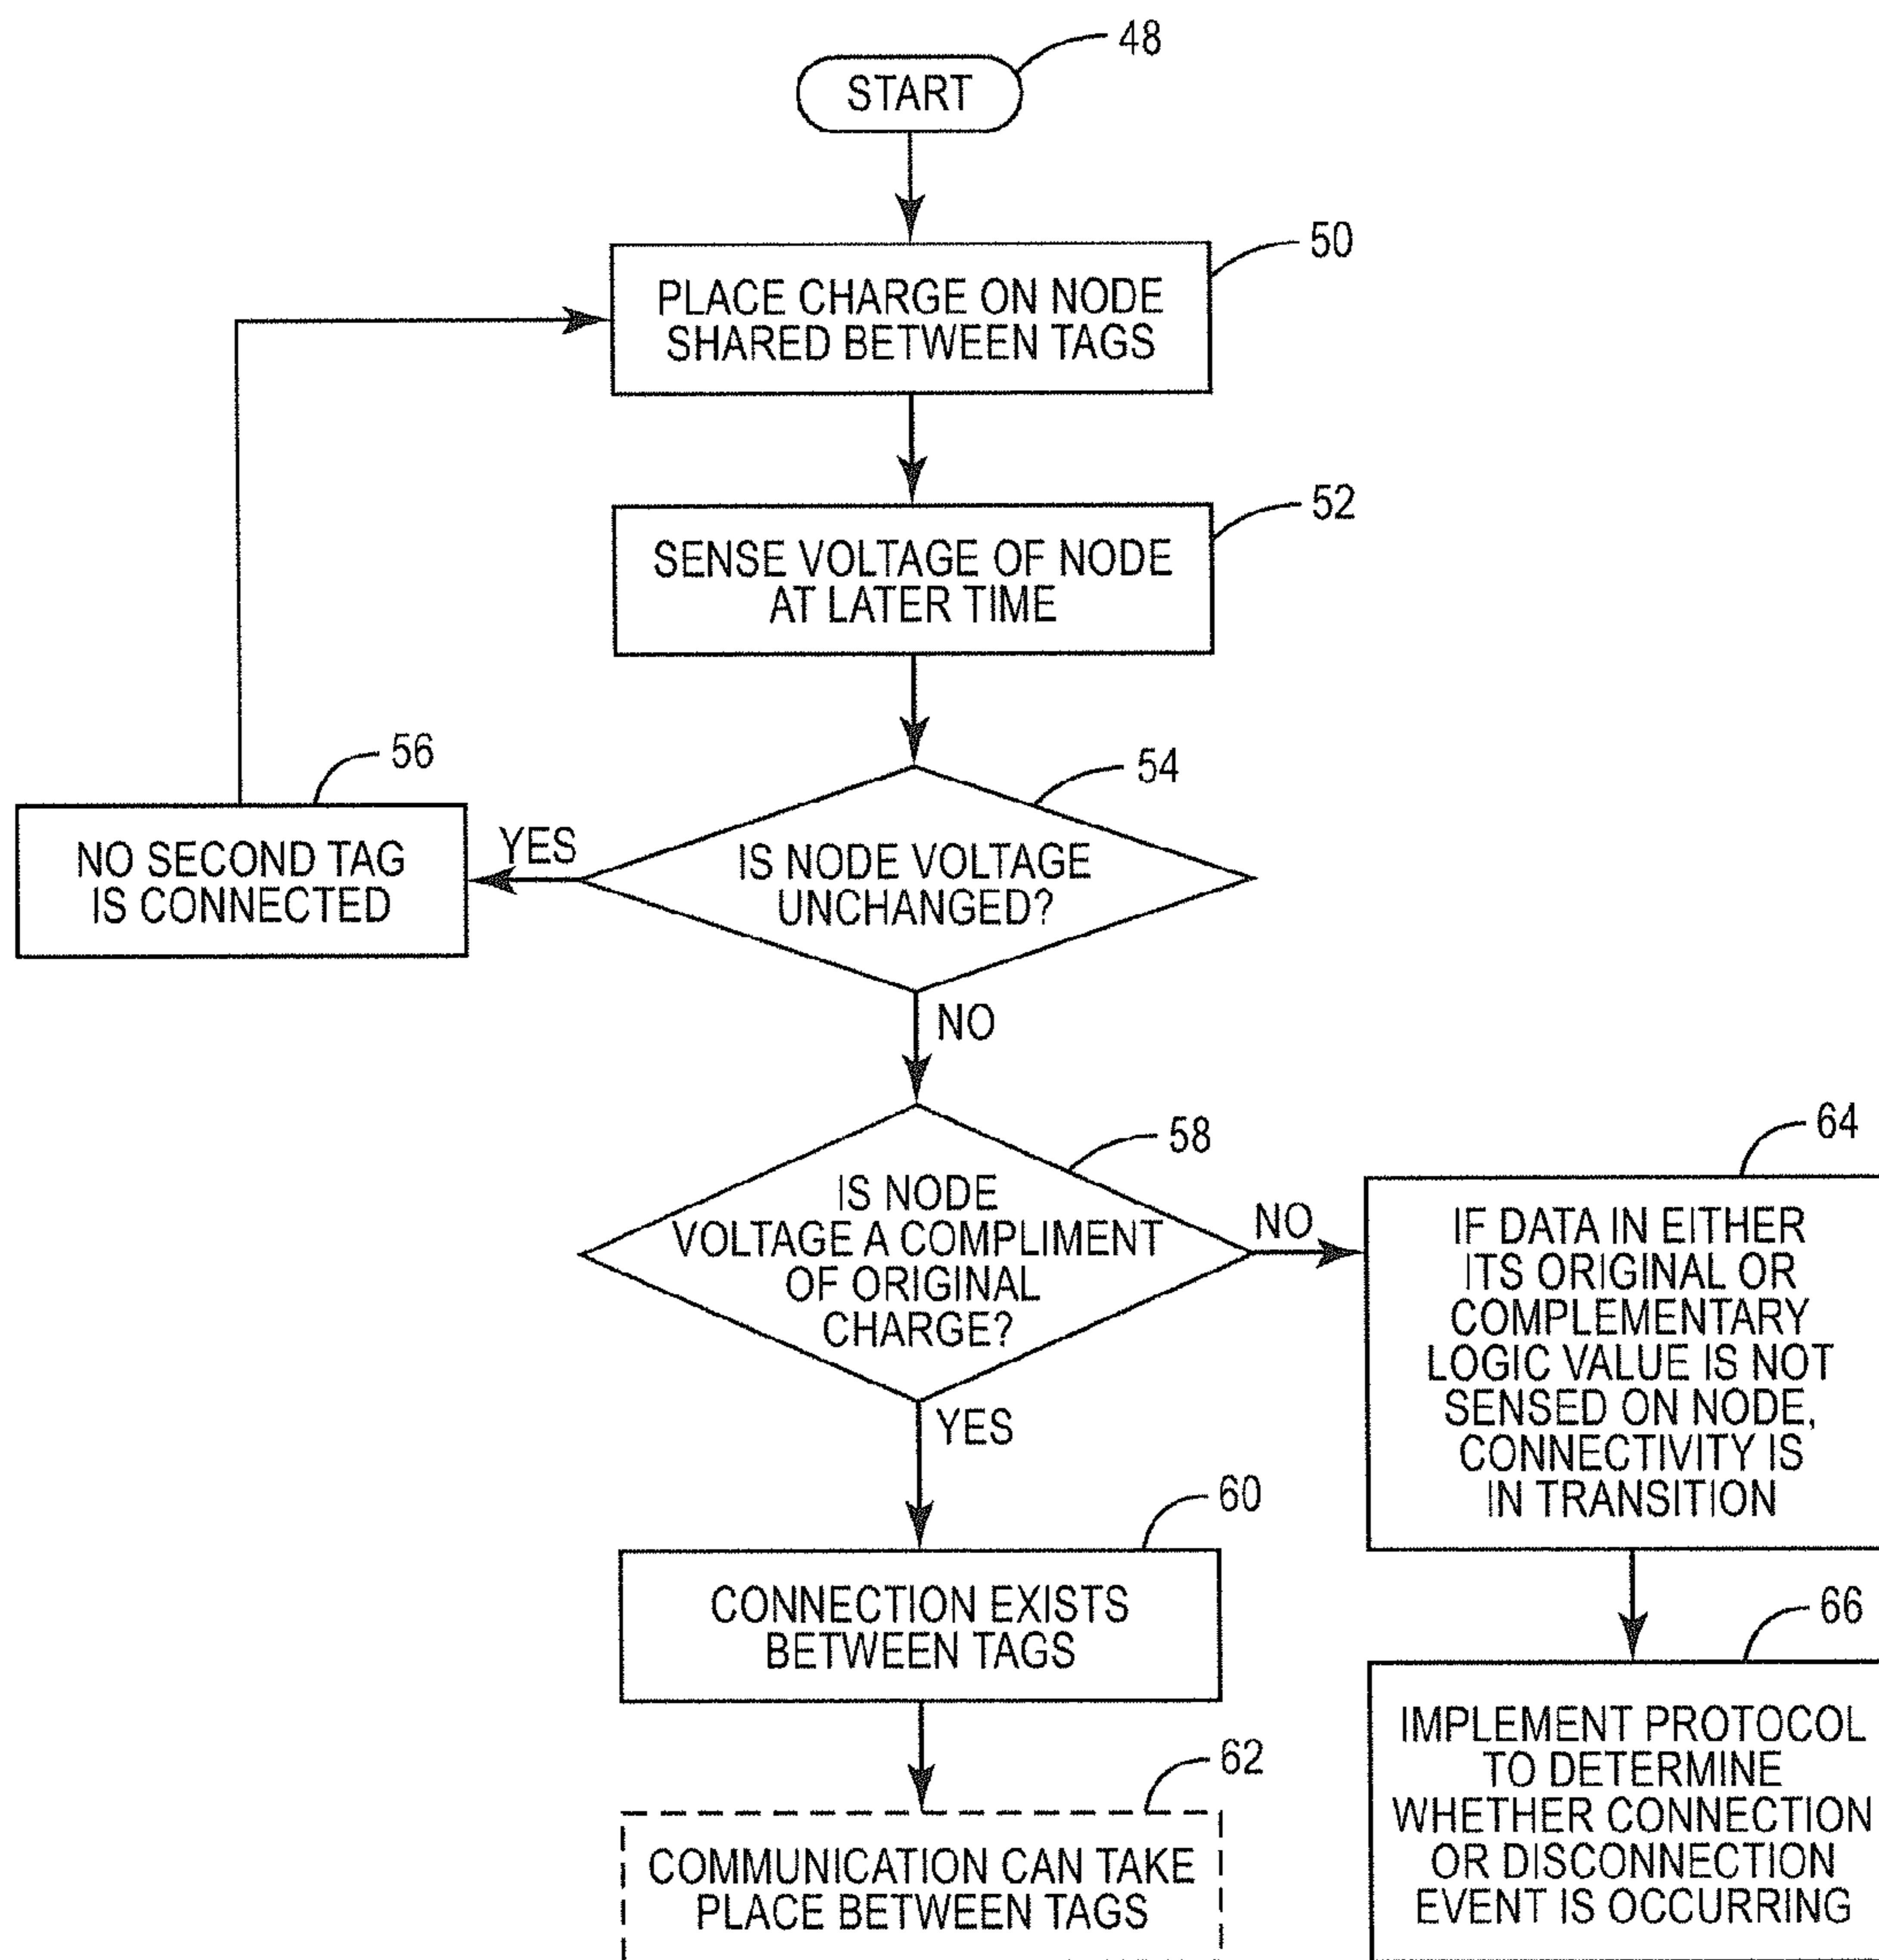 48
START
50
PLACE CHARGE ON NODE
SHARED BETWEEN TAGS
52
SENSE VOLTAGE OF NODE
AT LATER TIME
54
IS NODE VOLTAGE
UNCHANGED?
YES
56
NO SECOND TAG
IS CONNECTED
NO
58
IS NODE
VOLTAGE A COMPLIMENT
OF ORIGINAL
CHARGE?
NO
64
IF DATA IN EITHER
ITS ORIGINAL OR
COMPLEMENTARY
LOGIC VALUE IS NOT
SENSED ON NODE,
CONNECTIVITY IS
IN TRANSITION
YES
60
CONNECTION EXISTS
BETWEEN TAGS
66
IMPLEMENT PROTOCOL
TO DETERMINE
WHETHER CONNECTION
OR DISCONNECTION
EVENT IS OCCURRING
62
COMMUNICATION CAN TAKE
PLACE BETWEEN TAGS